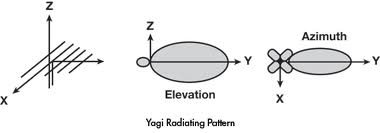 Z
X
Z
Y
Elevation
Azimuth
Y
X
Yagi Radiating Pattern